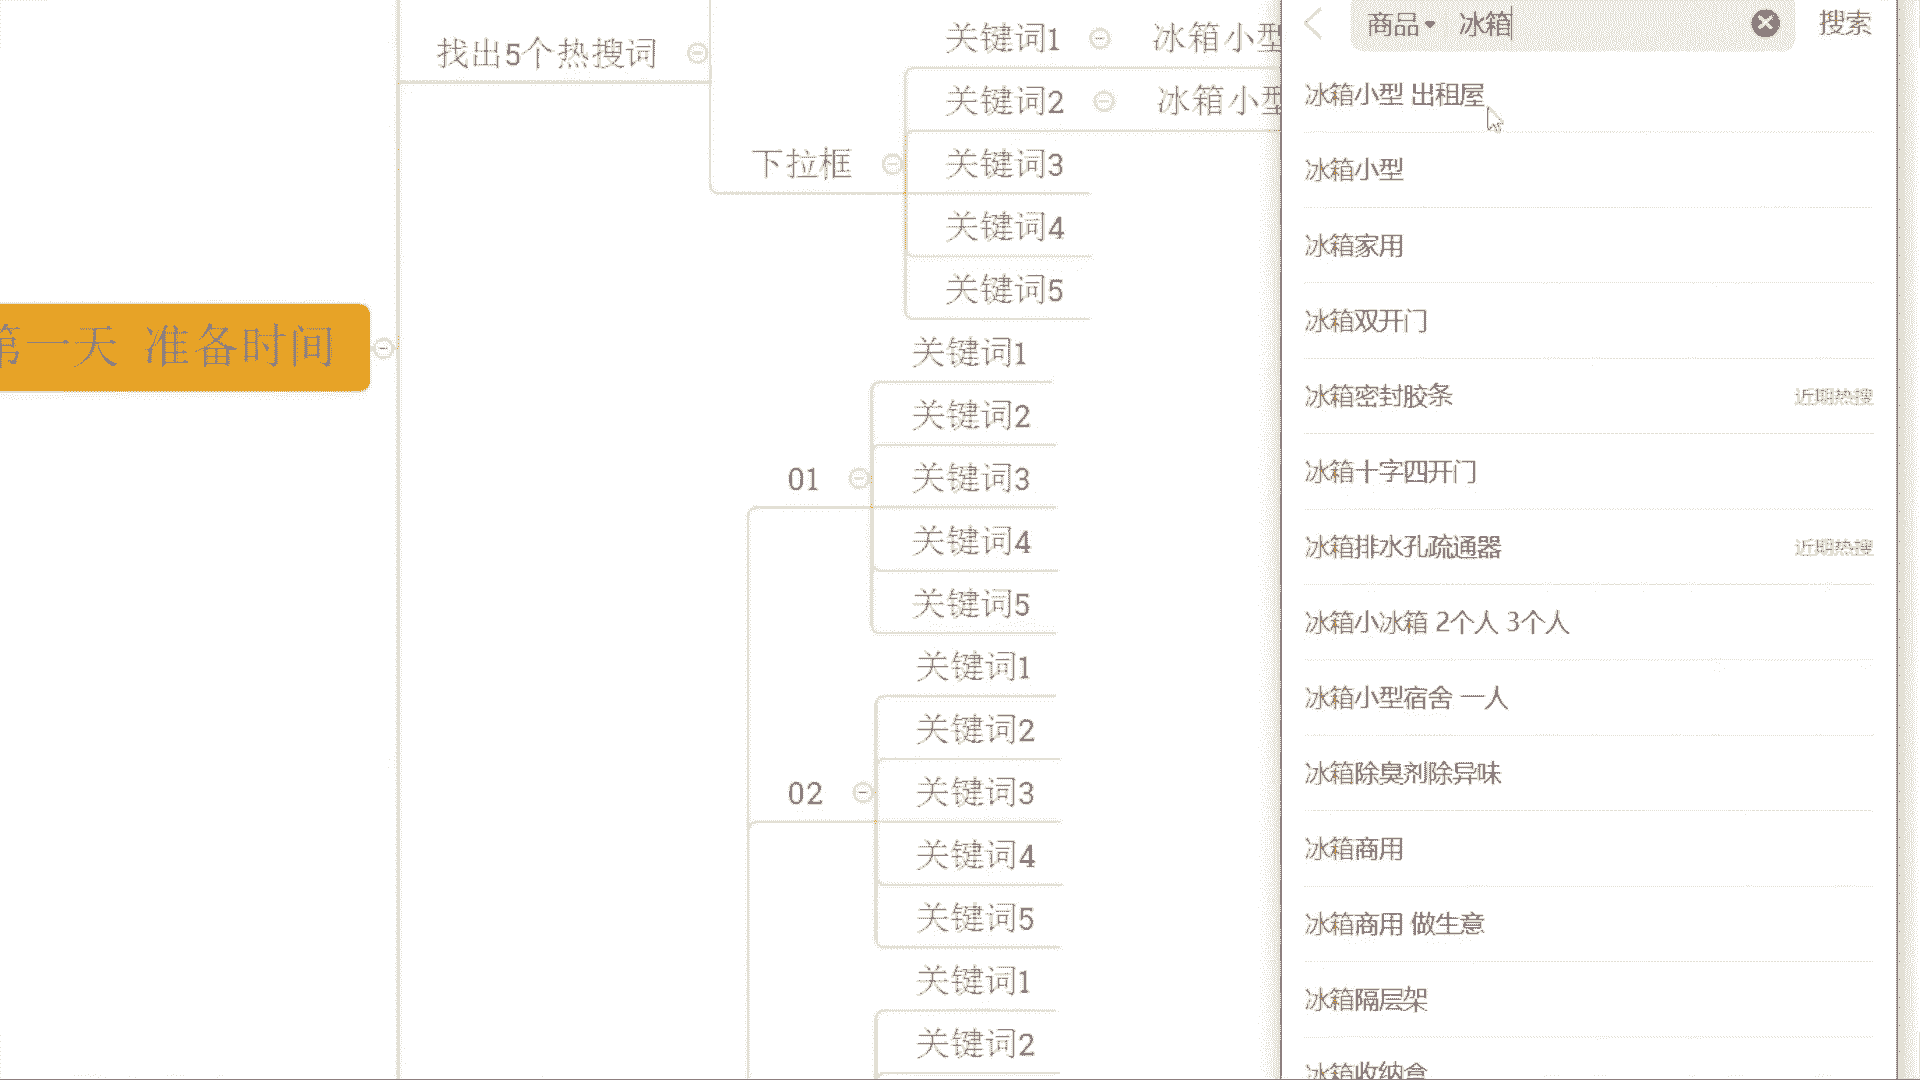 第一天 准备时间
找出5个热搜词
下拉框
关键词1
冰箱小型
关键词2
冰箱小型
关键词3
关键词4
关键词5
01
关键词1
关键词2
关键词3
关键词4
关键词5
02
关键词1
关键词2
关键词3
关键词4
关键词5
关键词1
关键词2
商品 冰箱 搜索
冰箱小型 出租屋
冰箱小型
冰箱家用
冰箱双开门
冰箱密封胶条 近期热搜
冰箱十字四开门
冰箱排水孔疏通器 近期热搜
冰箱小冰箱 2个人 3个人
冰箱小型宿舍 一人
冰箱除臭剂除异味
冰箱商用
冰箱商用 做生意
冰箱隔层架
冰箱收纳盒